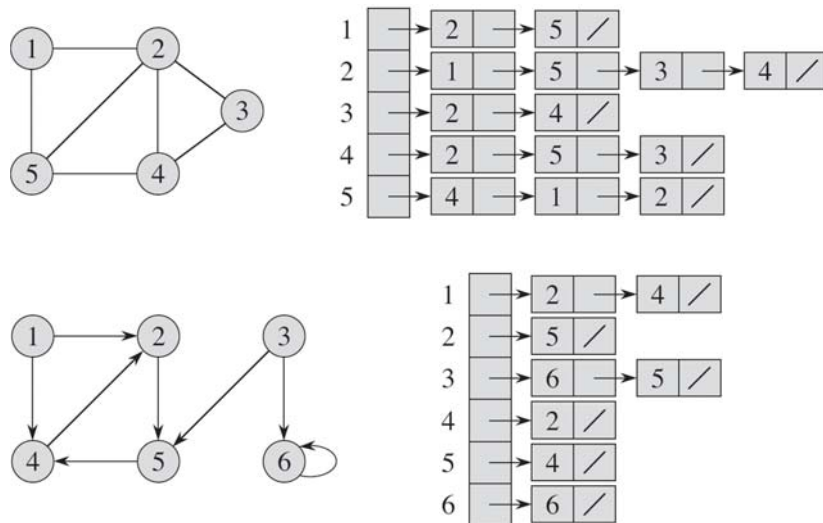 1 2
3
5 4
1 2 5 /
2 1 5 3 4 /
3 2 4 /
4 2 5 3 /
5 4 1 2 /
1 2 3
4 5 6
1 2 4 /
2 5 /
3 6 5 /
4 2 /
5 4 /
6 6 /